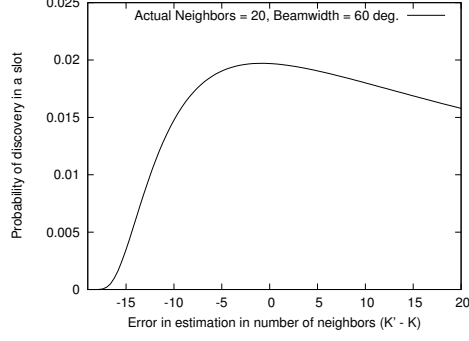 0.025
Actual Neighbors = 20, Beamwidth = 60 deg.
0.02
0.015
0.01
0.005
0
Probability of discovery in a slot
-15 -10 -5 0 5 10 15 20
Error in estimation in number of neighbors (K' - K)